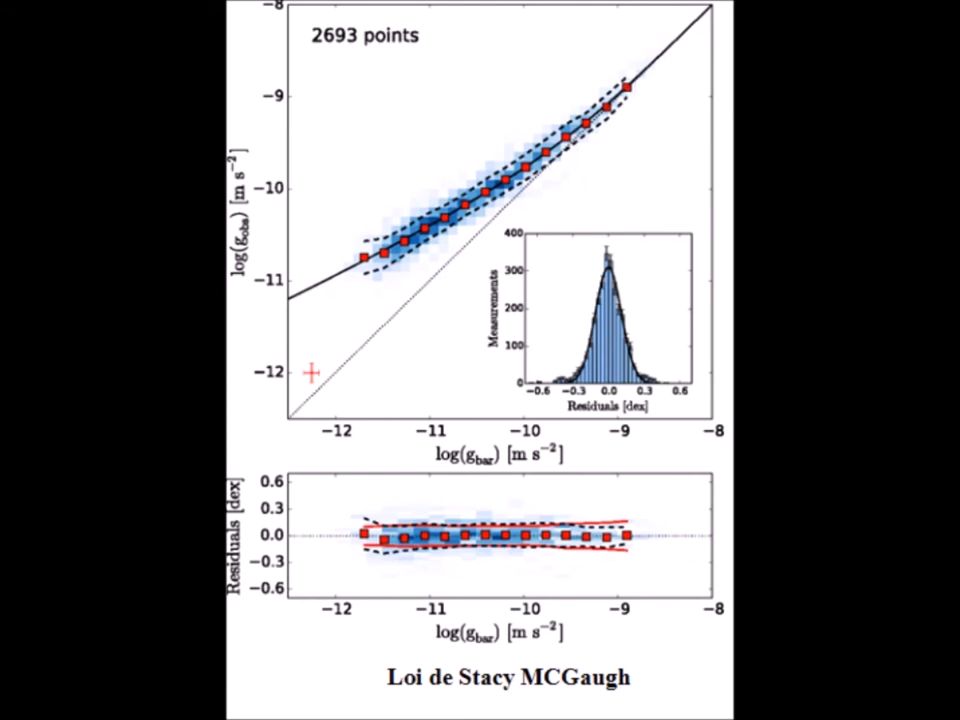 2693 points
−8
−9
−10
−11
−12
log(g_obs) [m s⁻²]
−12 −11 −10 −9 −8
log(g_bar) [m s⁻²]
400
300
200
100
0
Measurements
−0.6 −0.3 0.0 0.3 0.6
Residuals [dex]
0.6
0.3
0.0
−0.3
−0.6
Residuals [dex]
−12 −11 −10 −9 −8
log(g_bar) [m s⁻²]
Loi de Stacy MCGaugh